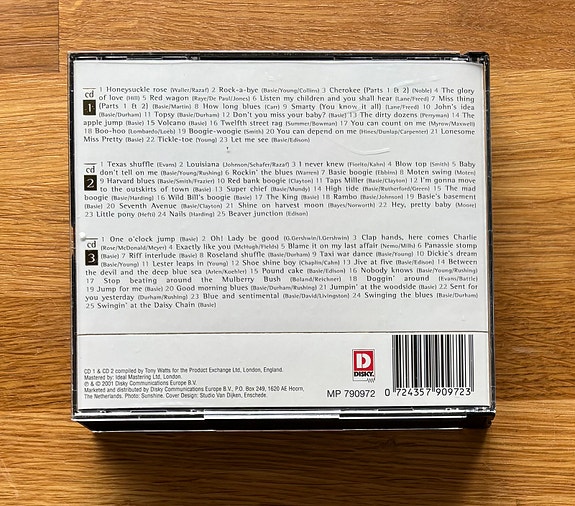 cd
1
1 Honeysuckle rose (Waller/Razaf) 2 Rock-a-bye (Basie/Young/Collins) 3 Cherokee (Parts 1 & 2) (Noble) 4 The glory
of love (Hill) 5 Red wagon (Raye/De Paul/Jones) 6 Listen my children and you shall hear (Lane/Freed) 7 Miss thing
(Parts 1 & 2) (Basie/Martin) 8 How long blues (Carr) 9 Smarty (You know it all) (Lane/Freed) 10 John's idea
(Basie/Durham) 11 Topsy (Basie/Durham) 12 Don't you miss your baby? (Basie) 13 The dirty dozens (Perryman) 14 The
apple jump (Basie) 15 Volcano (Basie) 16 Twelfth street rag (Summer/Bowman) 17 You can count on me (Myrow/Maxwell)
18 Boo-hoo (Lombardo/Loeb) 19 Boogie-woogie (Smith) 20 You can depend on me (Hines/Dunlap/Carpenter) 21 Lonesome
Miss Pretty (Basie) 22 Tickle-toe (Young) 23 Let me see (Basie/Edison)
cd
2
1 Texas shuffle (Evans) 2 Louisiana (Johnson/Schafer/Razaf) 3 I never knew (Fiorito/Kahn) 4 Blow top (Smith) 5 Baby
don't tell on me (Basie/Young/Rushing) 6 Rockin' the blues (Warren) 7 Basie boogie (Ebbins) 8 Moten swing (Moten)
9 Harvard blues (Basie/Smith/Frazier) 10 Red bank boogie (Clayton) 11 Taps Miller (Basie/Clayton) 12 I'm gonna move
to the outskirts of town (Basie) 13 Super chief (Basie/Mundy) 14 High tide (Basie/Rutherford/Green) 15 The mad
boogie (Basie/Harding) 16 Wild Bill's boogie (Basie) 17 The King (Basie) 18 Rambo (Basie/Johnson) 19 Basie's basement
(Basie) 20 Seventh Avenue (Basie/Clayton) 21 Shine on harvest moon (Bayes/Norworth) 22 Hey, pretty baby (Moore)
23 Little pony (Hefti) 24 Nails (Harding) 25 Beaver junction (Edison)
cd
3
1 One o'clock jump (Basie) 2 Oh! Lady be good (G.Gershwin/I.Gershwin) 3 Clap hands, here comes Charlie
(Rose/McDonald/Meyer) 4 Exactly like you (McHugh/Fields) 5 Blame it on my last affair (Nemo/Mills) 6 Panassie stomp
(Basie) 7 Riff interlude (Basie) 8 Roseland shuffle (Basie/Durham) 9 Taxi war dance (Basie/Young) 10 Dickie's dream
(Basie/Young) 11 Lester leaps in (Young) 12 Shoe shine boy (Chaplin/Cahn) 13 Jive at five (Basie/Edison) 14 Between
the devil and the deep blue sea (Arlen/Koehler) 15 Pound cake (Basie/Edison) 16 Nobody knows (Basie/Young/Rushing)
17 Stop beating around the Mulberry Bush (Boland/Reichner) 18 Doggin' around (Evans/Battle)
19 Jump for me (Basie) 20 Good morning blues (Basie/Durham/Rushing) 21 Jumpin' at the woodside (Basie) 22 Sent for
you yesterday (Durham/Rushing) 23 Blue and sentimental (Basie/David/Livingston) 24 Swinging the blues (Basie/Durham)
25 Swingin' at the Daisy Chain (Basie)
CD 1 & CD 2 compiled by Tony Watts for the Product Exchange Ltd, London, England.
Mastered by: Ideal Mastering Ltd, London.
℗ & © 2001 Disky Communications Europe B.V.
Marketed and distributed by Disky Communications Europe B.V., P.O. Box 249, 1620 AE Hoorn,
The Netherlands. Photo: Sunshine. Cover Design: Studio Van Dijken, Enschede.
D
DISKY
MP 790972
0 724357 909723